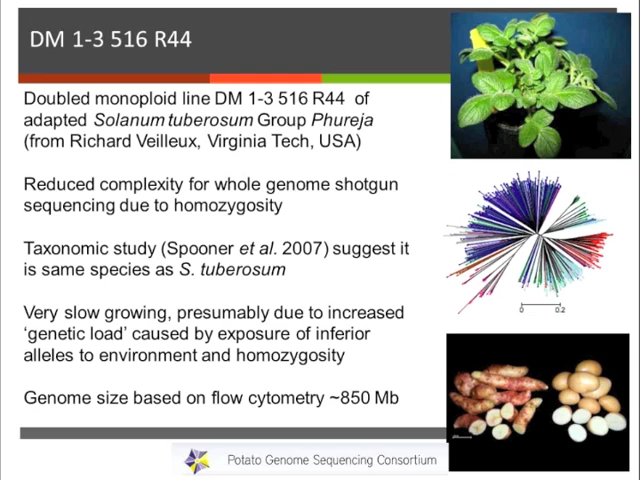 DM 1-3 516 R44
Doubled monoploid line DM 1-3 516 R44 of
adapted Solanum tuberosum Group Phureja
(from Richard Veilleux, Virginia Tech, USA)
Reduced complexity for whole genome shotgun
sequencing due to homozygosity
Taxonomic study (Spooner et al. 2007) suggest it
is same species as S. tuberosum
Very slow growing, presumably due to increased
‘genetic load’ caused by exposure of inferior
alleles to environment and homozygosity
Genome size based on flow cytometry ~850 Mb
0 0.2
Potato Genome Sequencing Consortium